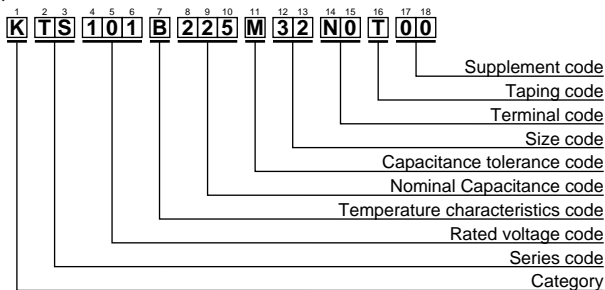 1 2 3 4 5 6 7 8 9 10 11 12 13 14 15 16 17 18
K T S 1 0 1 B 2 2 5 M 3 2 N 0 T 0 0
Supplement code
Taping code
Terminal code
Size code
Capacitance tolerance code
Nominal Capacitance code
Temperature characteristics code
Rated voltage code
Series code
Category